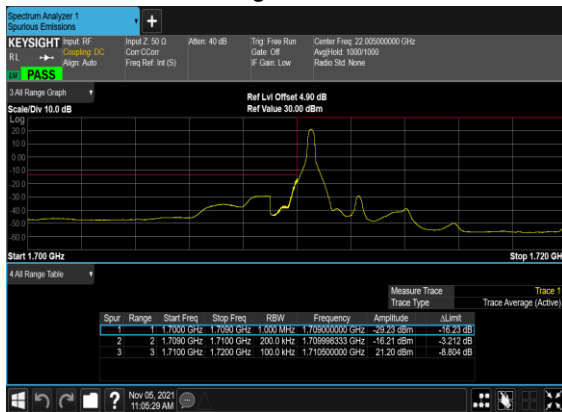 Spectrum Analyzer 1
Spurious Emissions
+
KEYSIGHT Input: RF Input Z: 50 Ω Atten: 40 dB Trig: Free Run Center Freq: 22.005000000 GHz
RL Coupling: DC Corr CCorr Gate: Off Avg|Hold: 1000/1000
Align: Auto Freq Ref: Int (S) IF Gain: Low Radio Std: None
PASS
3 All Range Graph
Ref Lvl Offset 4.90 dB
Scale/Div 10.0 dB Ref Value 30.00 dBm
Log
20.0
10.0
0.00
-10.0
-20.0
-30.0
-40.0
-50.0
-60.0
Start 1.700 GHz Stop 1.720 GH
4 All Range Table
Measure Trace Trace 1
Trace Type Trace Average (Active)
Spur Range Start Freq Stop Freq RBW Frequency Amplitude ΔLimit
1 1 1.7000 GHz 1.7090 GHz 1.000 MHz 1.709000000 GHz -29.23 dBm -16.23 dB
2 2 1.7090 GHz 1.7100 GHz 200.0 kHz 1.709998333 GHz -16.21 dBm -3.212 dB
3 3 1.7100 GHz 1.7200 GHz 100.0 kHz 1.710500000 GHz 21.20 dBm -8.804 dB
? Nov 05, 2021
11:05:29 AM